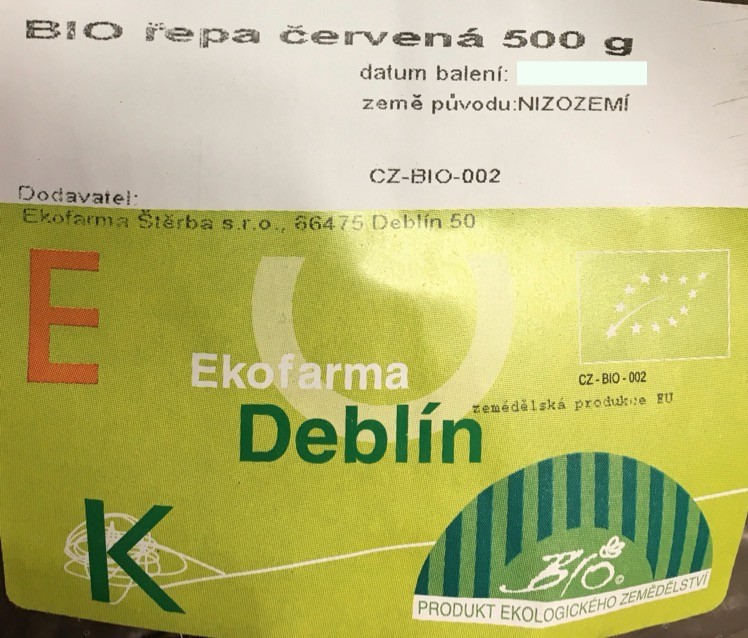 BIO řepa červená 500 g
datum balení:
země původu:NIZOZEMÍ
CZ-BIO-002
Dodavatel:
Ekofarma Štěrba s.r.o., 66475 Deblín 50
E
Ekofarma
Deblín
CZ-BIO-002
zemědělská produkce EU
K
BIO©
PRODUKT EKOLOGICKÉHO ZEMĚDĚLSTVÍ